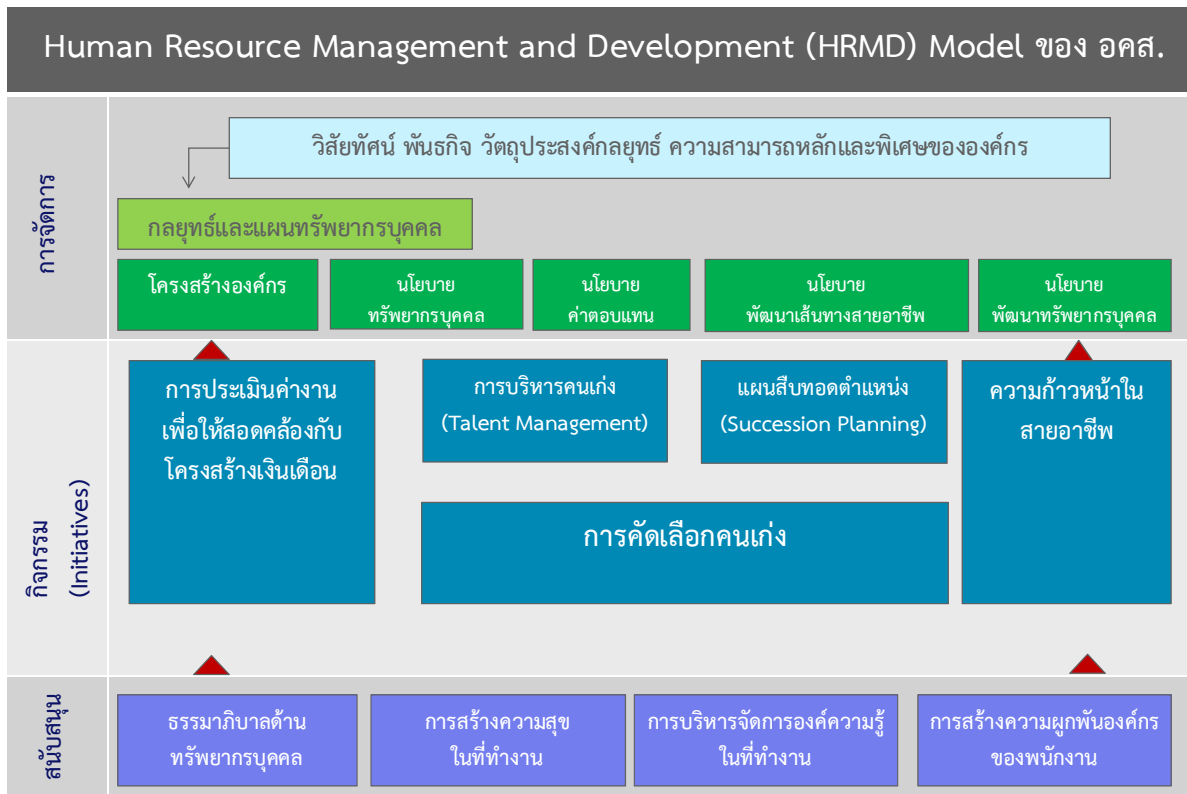 Human Resource Management and Development (HRMD) Model ของ อคส.
การจัดการ
วิสัยทัศน์ พันธกิจ วัตถุประสงค์กลยุทธ์ ความสามารถหลักและพิเศษขององค์กร
กลยุทธ์และแผนทรัพยากรบุคคล
โครงสร้างองค์กร
นโยบาย
ทรัพยากรบุคคล
นโยบาย
ค่าตอบแทน
นโยบาย
พัฒนาเส้นทางสายอาชีพ
นโยบาย
พัฒนาทรัพยากรบุคคล
กิจกรรม
(Initiatives)
การประเมินค่างาน
เพื่อให้สอดคล้องกับ
โครงสร้างเงินเดือน
การบริหารคนเก่ง
(Talent Management)
แผนสืบทอดตำแหน่ง
(Succession Planning)
ความก้าวหน้าใน
สายอาชีพ
การคัดเลือกคนเก่ง
สนับสนุน
ธรรมาภิบาลด้าน
ทรัพยากรบุคคล
การสร้างความสุข
ในที่ทำงาน
การบริหารจัดการองค์ความรู้
ในที่ทำงาน
การสร้างความผูกพันองค์กร
ของพนักงาน